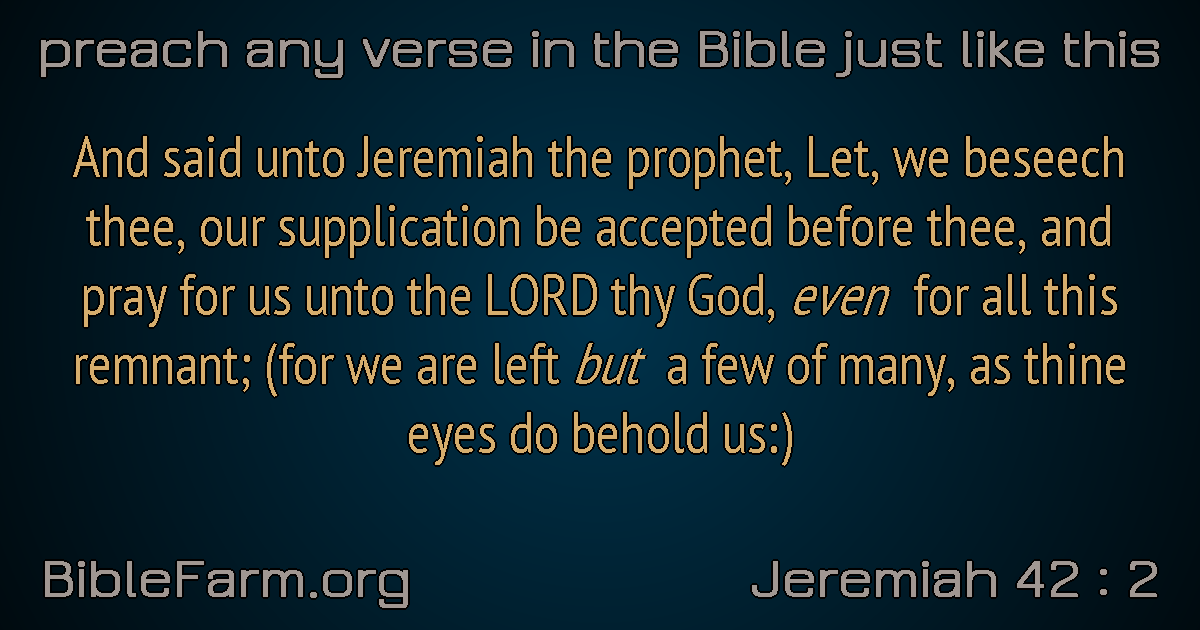 preach any verse in the Bible just like this
And said unto Jeremiah the prophet, Let, we beseech
thee, our supplication be accepted before thee, and
pray for us unto the LORD thy God, even for all this
remnant; (for we are left but a few of many, as thine
eyes do behold us:)
BibleFarm.org
Jeremiah 42 : 2